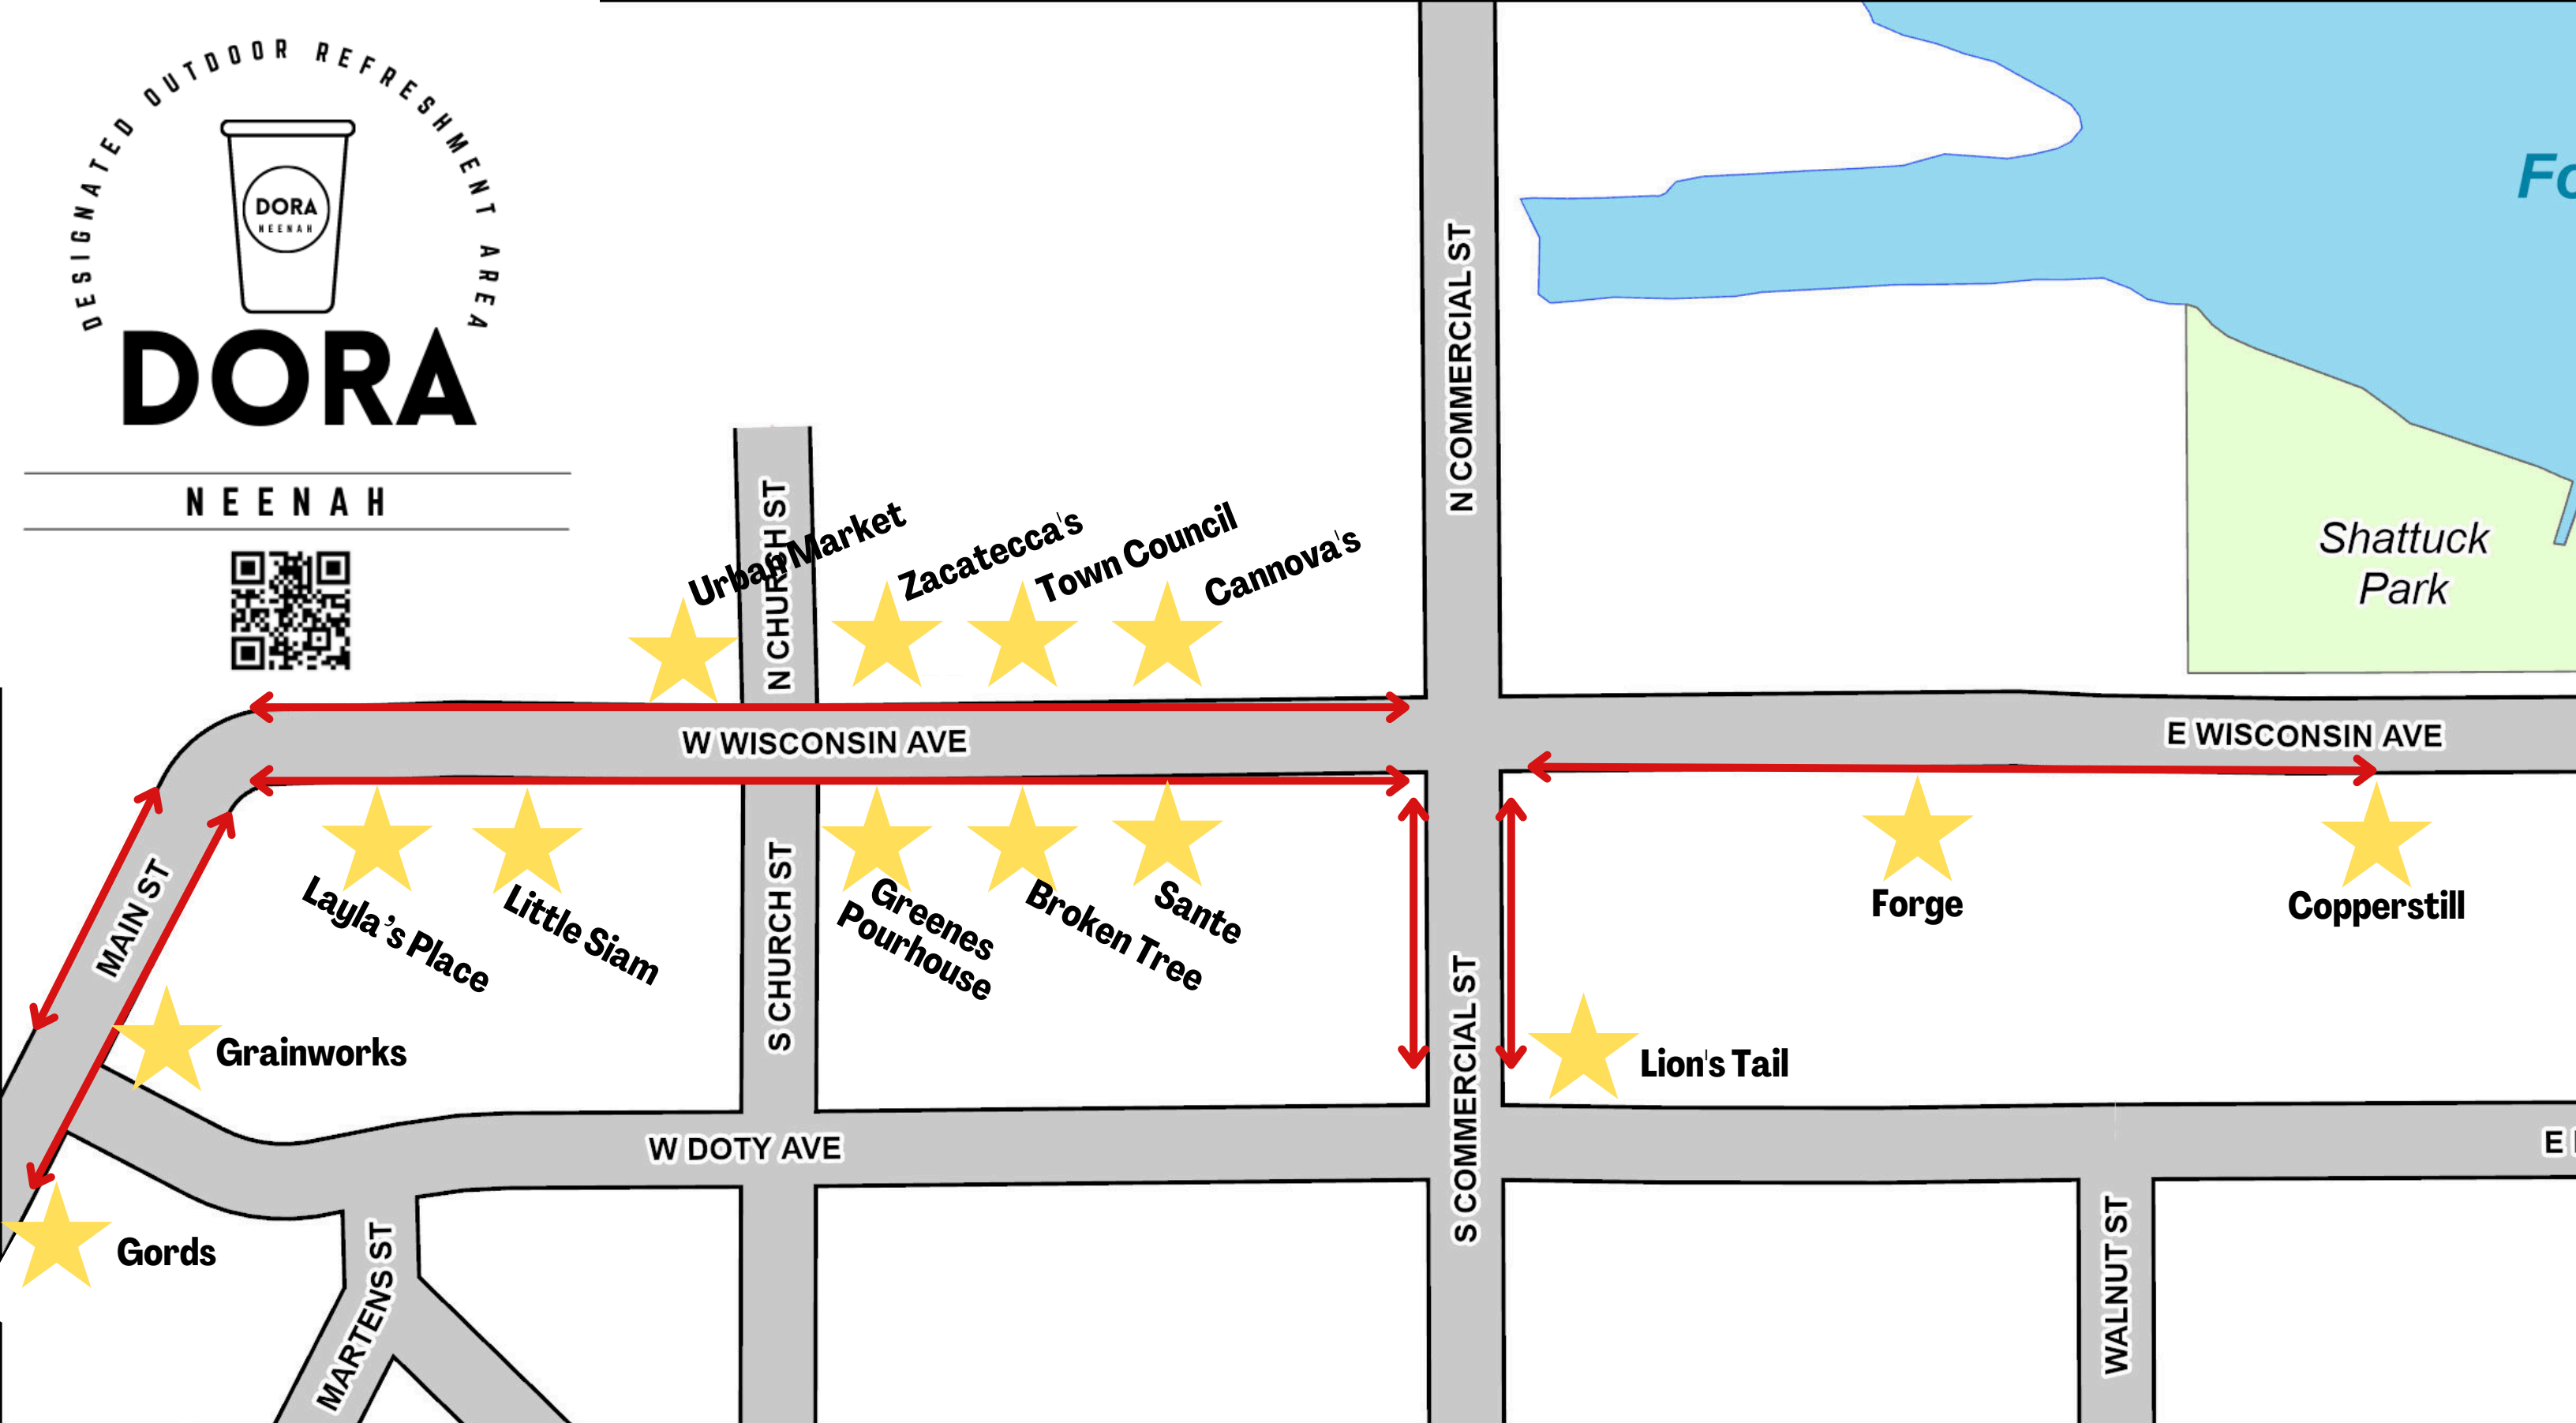 DESIGNATED OUTDOOR REFRESHMENT AREA
DORA
NEENAH
DORA
NEENAH
Fo
N COMMERCIAL ST
Shattuck
Park
N CHURCH ST
Urban Market
Zacatecca's
Town Council
Cannova's
W WISCONSIN AVE
E WISCONSIN AVE
MAIN ST
Layla's Place
Little Siam
S CHURCH ST
Greenes
Pourhouse
Broken Tree
Sante
Forge
Copperstill
Grainworks
S COMMERCIAL ST
Lion's Tail
W DOTY AVE
E
Gords
MARTENS ST
WALNUT ST